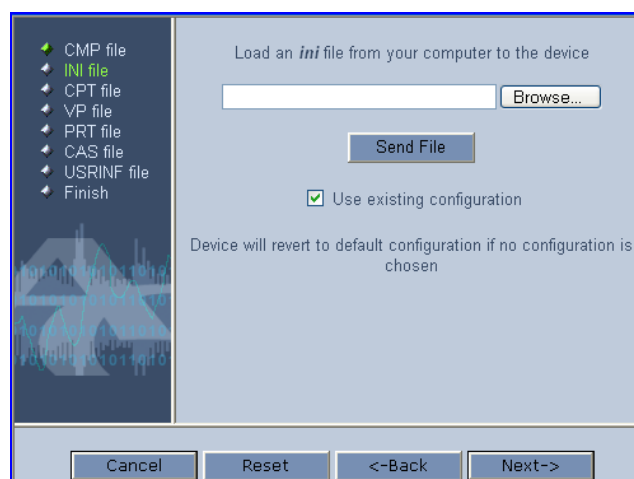 CMP file
INI file
CPT file
VP file
PRT file
CAS file
USRINF file
Finish
Load an ini file from your computer to the device
Browse...
Send File
Use existing configuration
Device will revert to default configuration if no configuration is
chosen
Cancel
Reset
<-Back
Next->